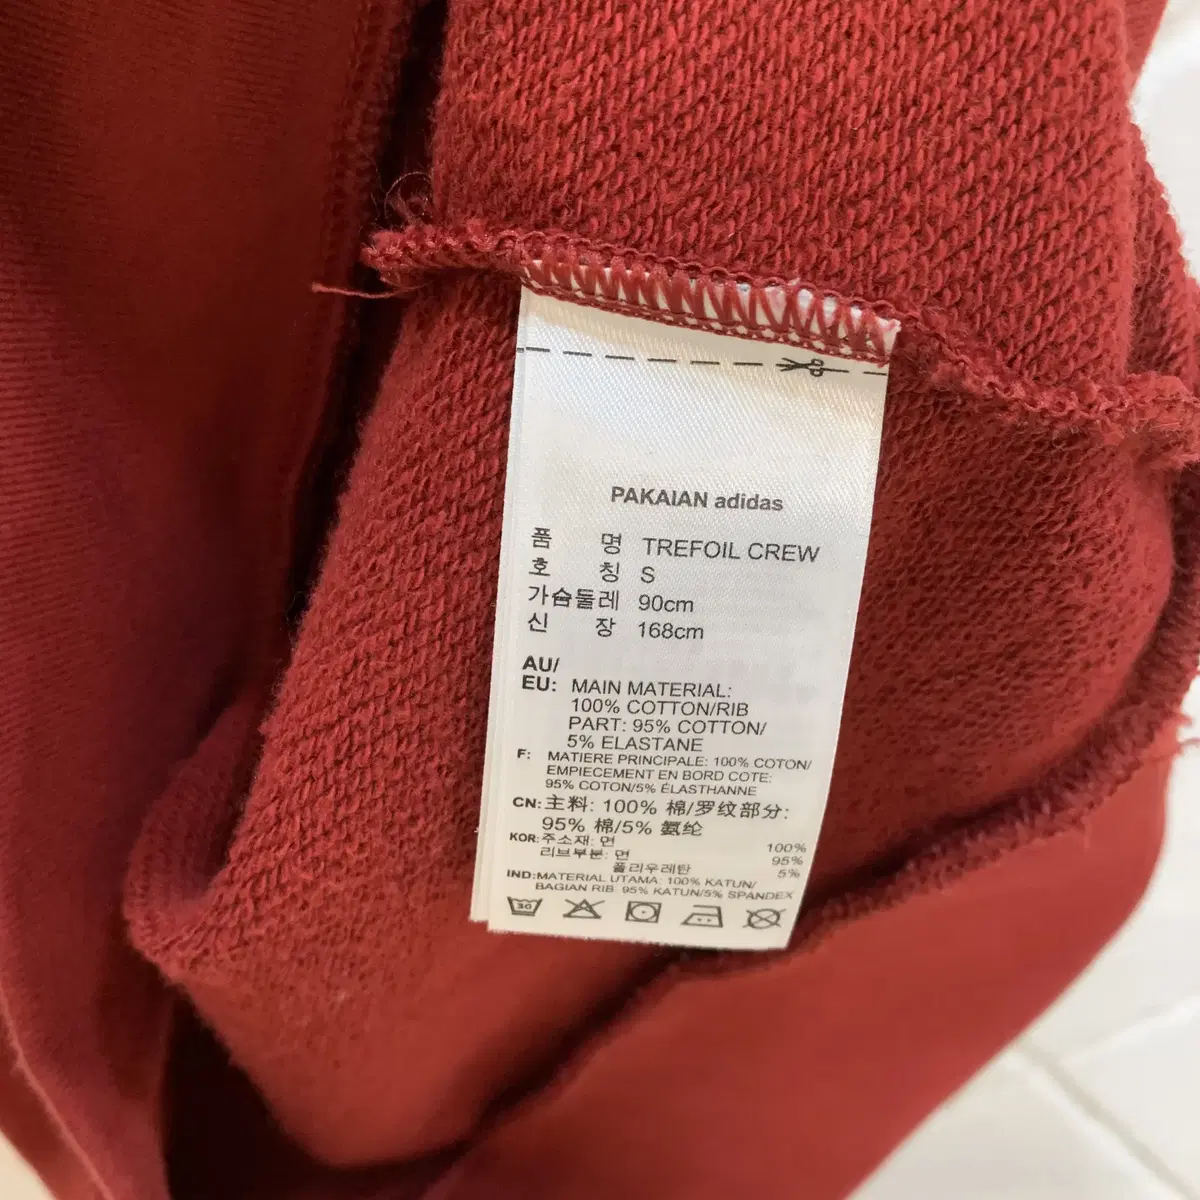 PAKAIAN adidas
품 명 TREFOIL CREW
호 칭 S
가슴둘레 90cm
신 장 168cm
AU/
EU: MAIN MATERIAL:
100% COTTON/RIB
PART: 95% COTTON/
5% ELASTANE
F: MATIERE PRINCIPALE: 100% COTON/
EMPIECEMENT EN BORD COTE:
95% COTON/5% ÉLASTHANNE
CN: 主料: 100% 棉/罗纹部分:
95% 棉/5% 氨纶
KOR: 주소재: 면 100%
리브부분: 면 95%
폴리우레탄 5%
IND: MATERIAL UTAMA: 100% KATUN/
BAGIAN RIB: 95% KATUN/5% SPANDEX
30